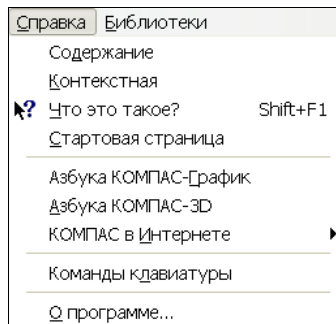 Справка Библиотеки
Содержание
Контекстная
Что это такое? Shift+F1
Стартовая страница
Азбука КОМПАС-График
Азбука КОМПАС-3D
КОМПАС в Интернете
Команды клавиатуры
О программе...